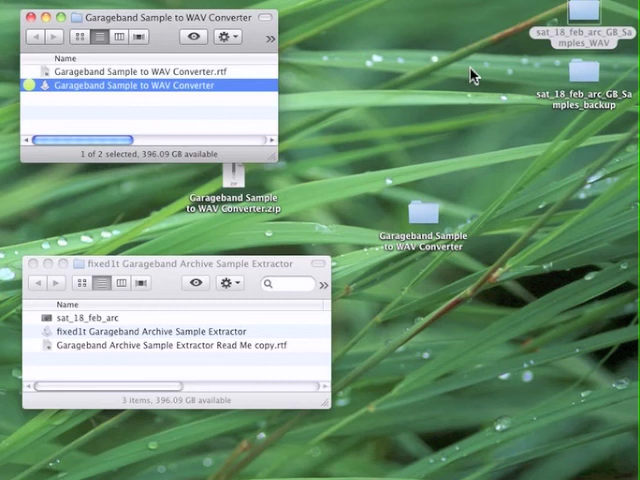 Garageband Sample to WAV Converter
Name
Garageband Sample to WAV Converter.rtf
Garageband Sample to WAV Converter
1 of 2 selected, 396.09 GB available
sat_18_feb_arc_GB_Sa
mples_WAV
sat_18_feb_arc_GB_Sa
mples_backup
ZIP
Garageband Sample
to WAV Converter.zip
Garageband Sample
to WAV Converter
fixed1t Garageband Archive Sample Extractor
Name
sat_18_feb_arc
fixed1t Garageband Archive Sample Extractor
Garageband Archive Sample Extractor Read Me copy.rtf
3 items, 396.09 GB available